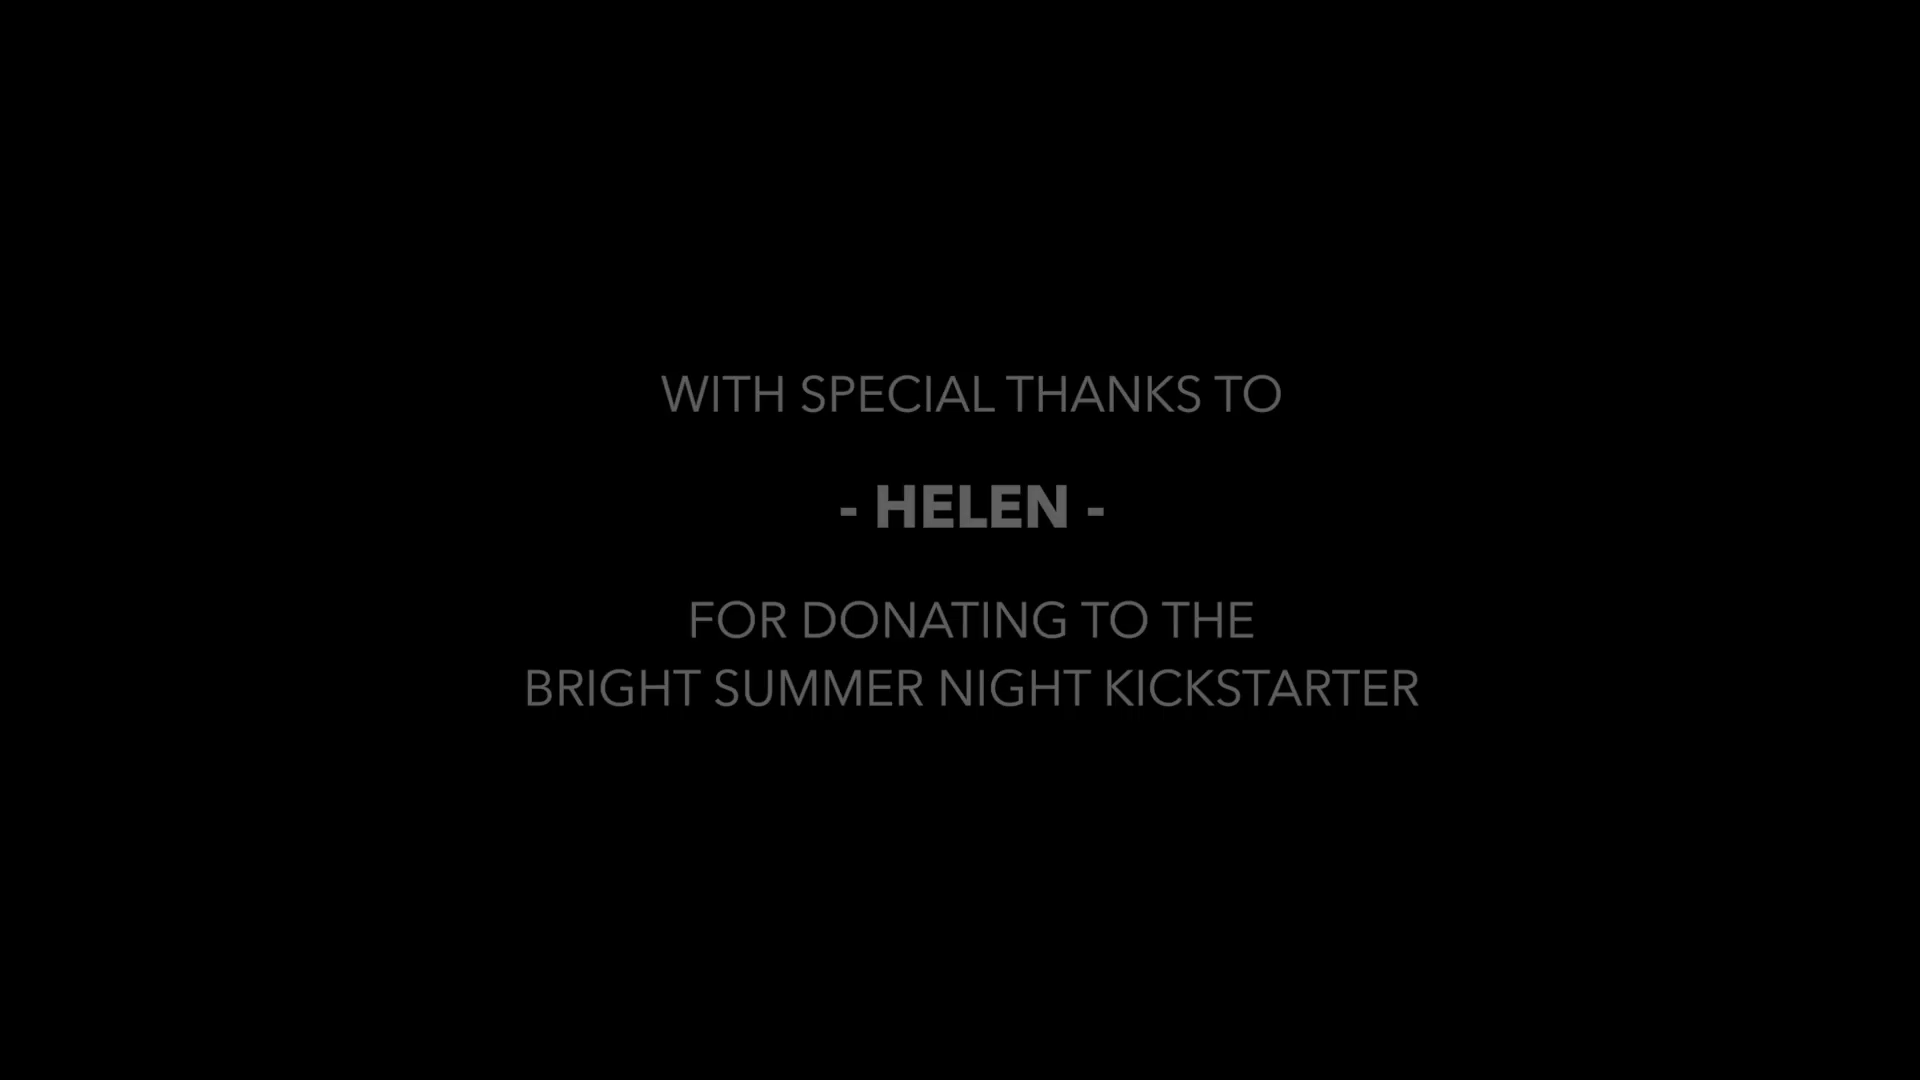 WITH SPECIAL THANKS TO
- HELEN -
FOR DONATING TO THE
BRIGHT SUMMER NIGHT KICKSTARTER